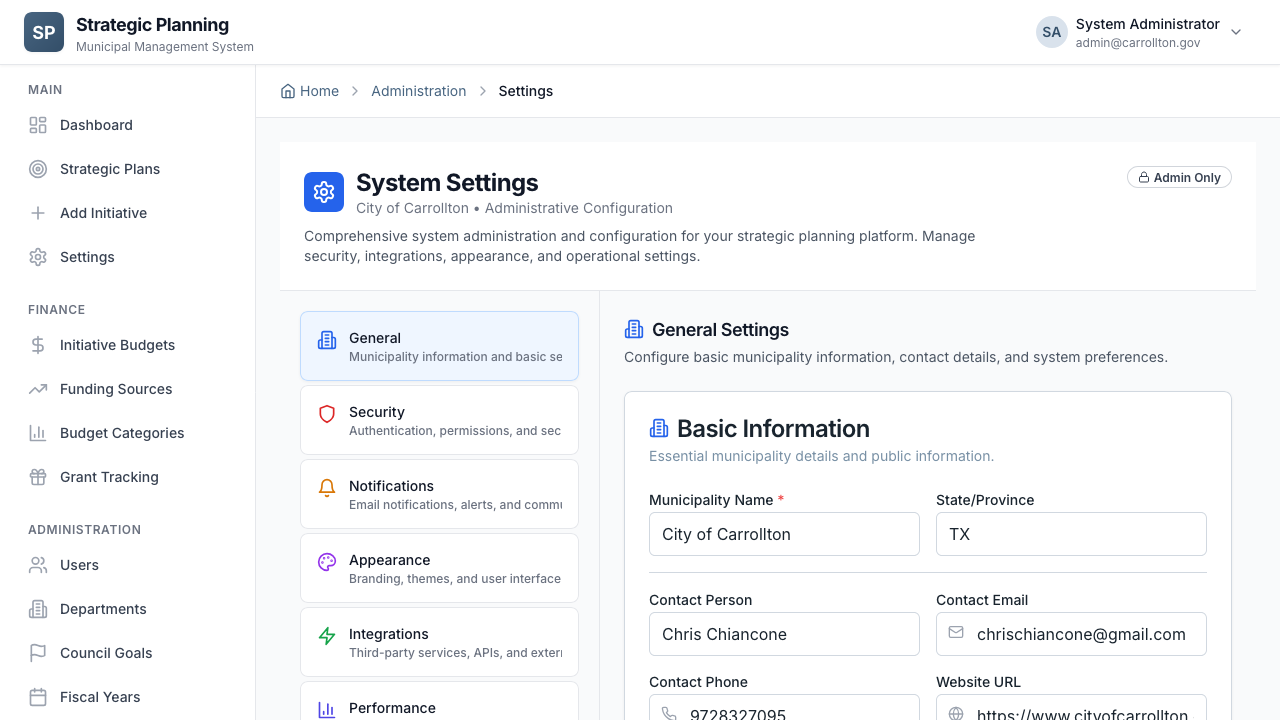 SP
Strategic Planning
Municipal Management System
SA
System Administrator
admin@carrollton.gov
MAIN
Dashboard
Strategic Plans
Add Initiative
Settings
FINANCE
Initiative Budgets
Funding Sources
Budget Categories
Grant Tracking
ADMINISTRATION
Users
Departments
Council Goals
Fiscal Years
Home
Administration
Settings
System Settings
City of Carrollton • Administrative Configuration
Admin Only
Comprehensive system administration and configuration for your strategic planning platform. Manage
security, integrations, appearance, and operational settings.
General
Municipality information and basic se
Security
Authentication, permissions, and sec
Notifications
Email notifications, alerts, and commu
Appearance
Branding, themes, and user interface
Integrations
Third-party services, APIs, and extern
Performance
General Settings
Configure basic municipality information, contact details, and system preferences.
Basic Information
Essential municipality details and public information.
Municipality Name *
State/Province
City of Carrollton
TX
Contact Person
Contact Email
Chris Chiancone
chrischiancone@gmail.com
Contact Phone
Website URL
9728327095
https://www.cityofcarrollton.